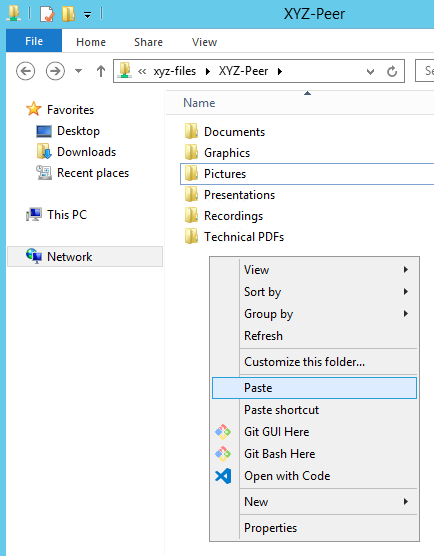 XYZ-Peer
File Home Share View
« xyz-files XYZ-Peer Se
Name
Favorites
Desktop
Downloads
Recent places
This PC
Network
Documents
Graphics
Pictures
Presentations
Recordings
Technical PDFs
View
Sort by
Group by
Refresh
Customize this folder...
Paste
Paste shortcut
Git GUI Here
Git Bash Here
Open with Code
New
Properties